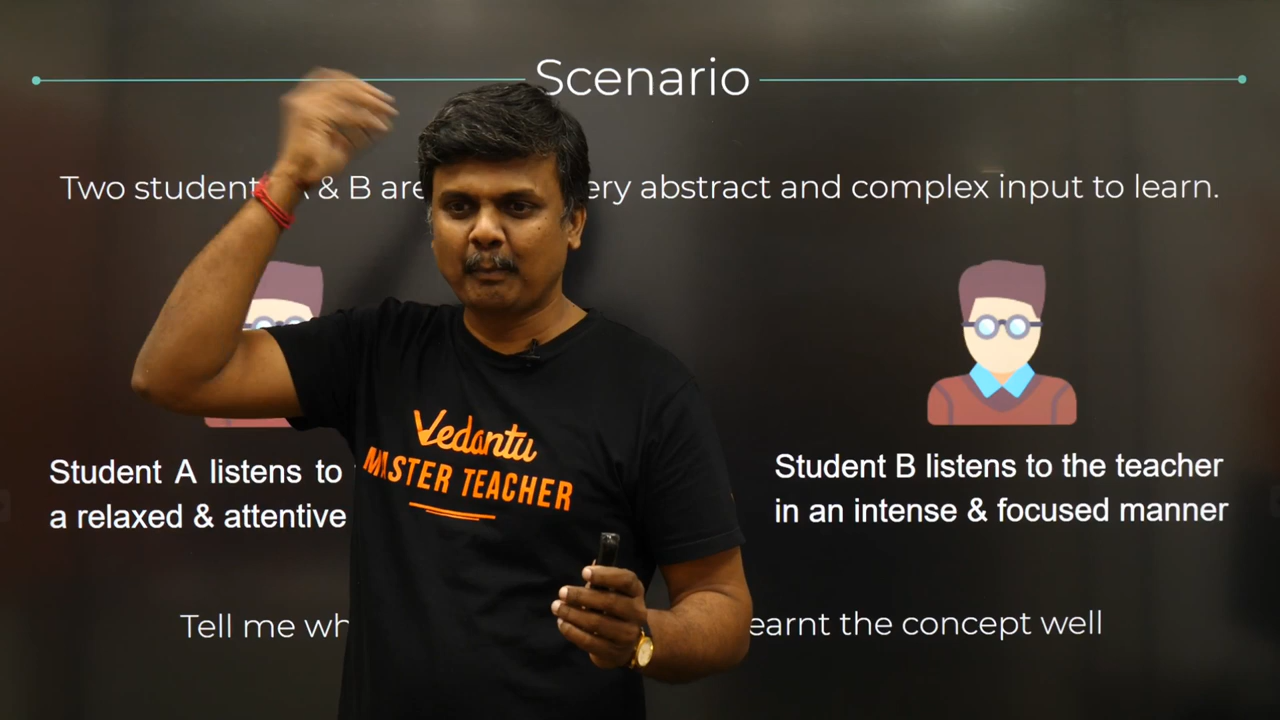 Scenario
Two student & B are ery abstract and complex input to learn.
Student A listens to
a relaxed & attentive
Student B listens to the teacher
in an intense & focused manner
Vedantu
MASTER TEACHER
Tell me wh earnt the concept well